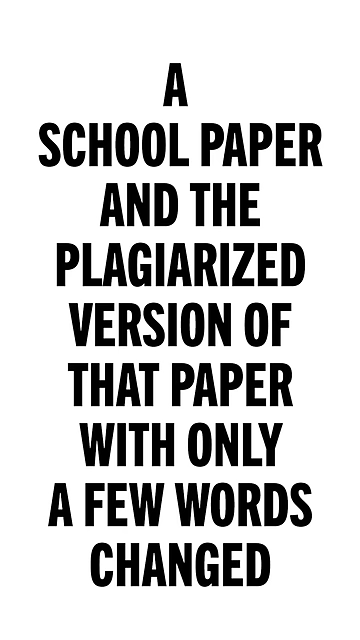 A
SCHOOL PAPER
AND THE
PLAGIARIZED
VERSION OF
THAT PAPER
WITH ONLY
A FEW WORDS
CHANGED